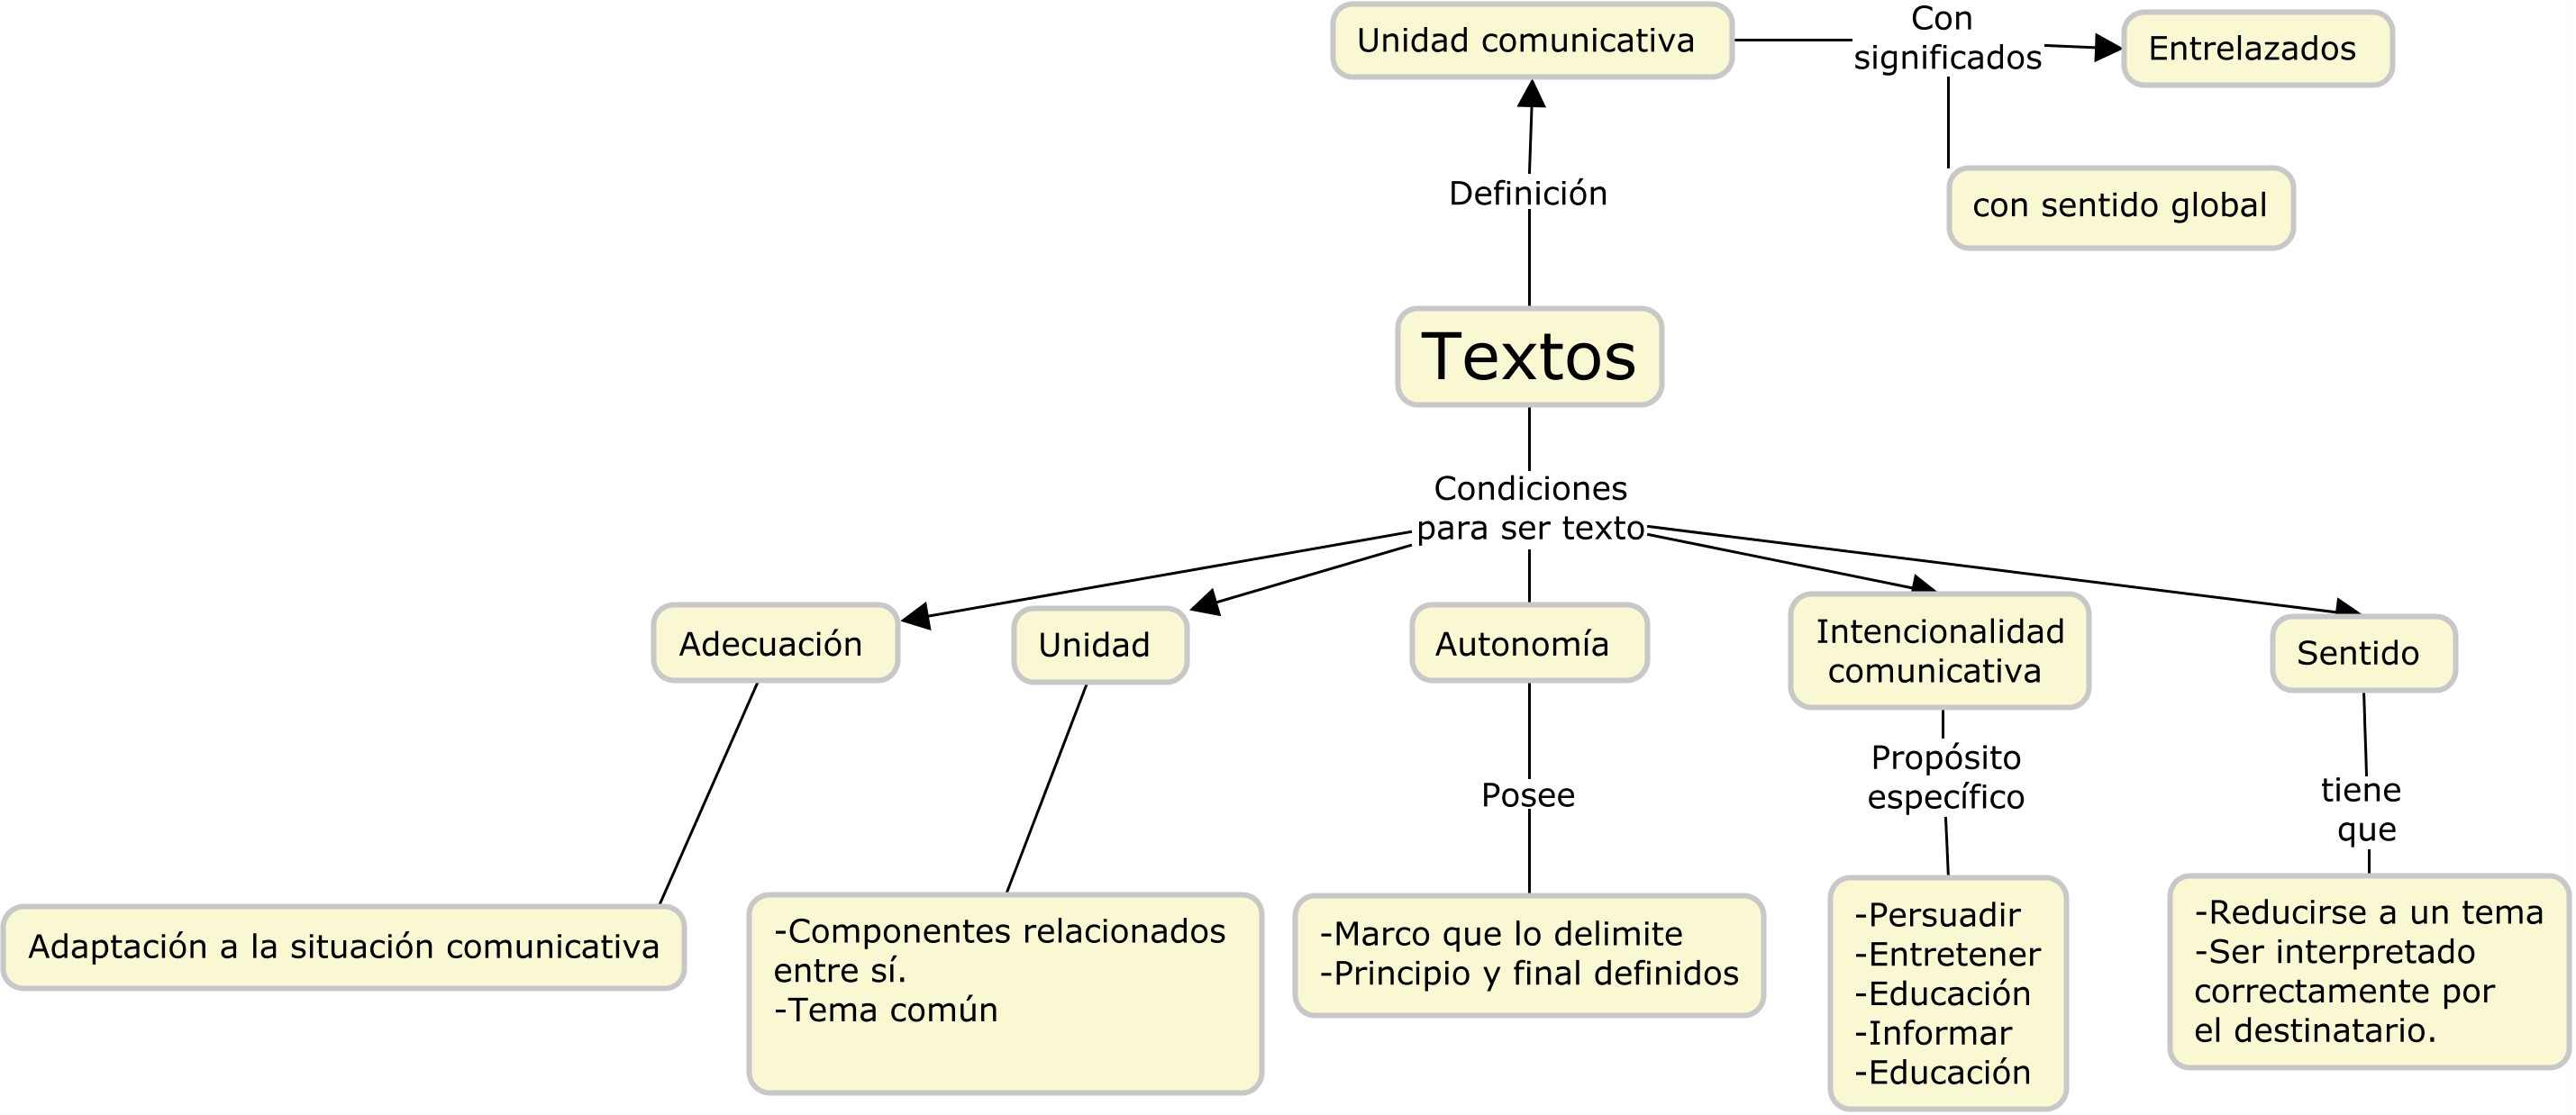 Unidad comunicativa
Con
significados
Entrelazados
con sentido global
Definición
Textos
Condiciones
para ser texto
Adecuación
Unidad
Autonomía
Intencionalidad
comunicativa
Sentido
Posee
Propósito
específico
tiene
que
Adaptación a la situación comunicativa
-Componentes relacionados
entre sí.
-Tema común
-Marco que lo delimite
-Principio y final definidos
-Persuadir
-Entretener
-Educación
-Informar
-Educación
-Reducirse a un tema
-Ser interpretado
correctamente por
el destinatario.